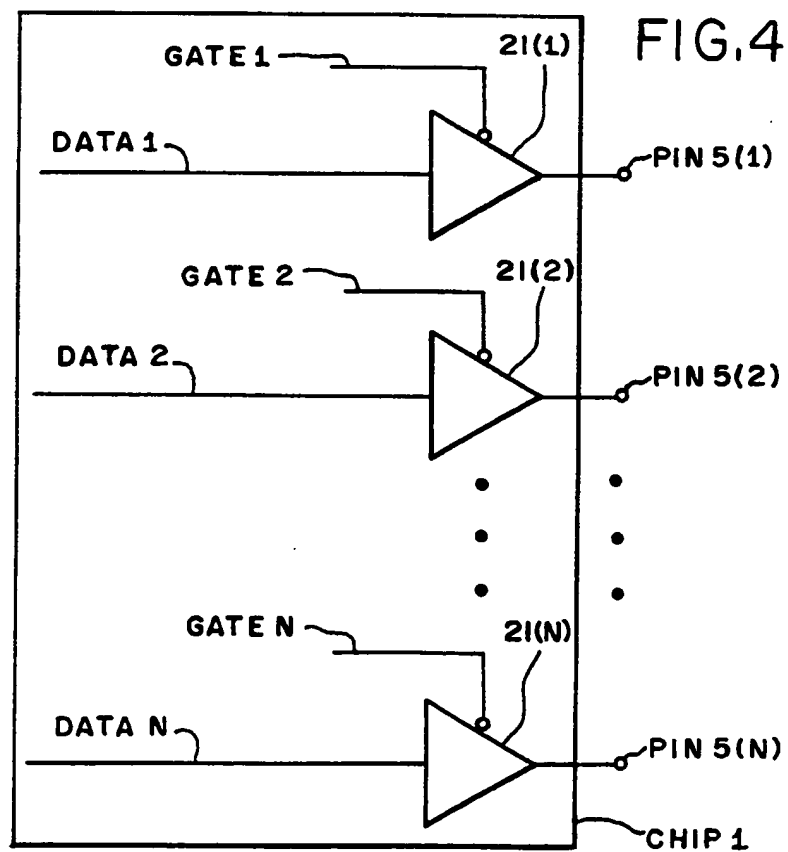 FIG.4
GATE 1
21(1)
DATA 1
PIN 5(1)
GATE 2
21(2)
DATA 2
PIN 5(2)
GATE N
21(N)
DATA N
PIN 5(N)
CHIP 1